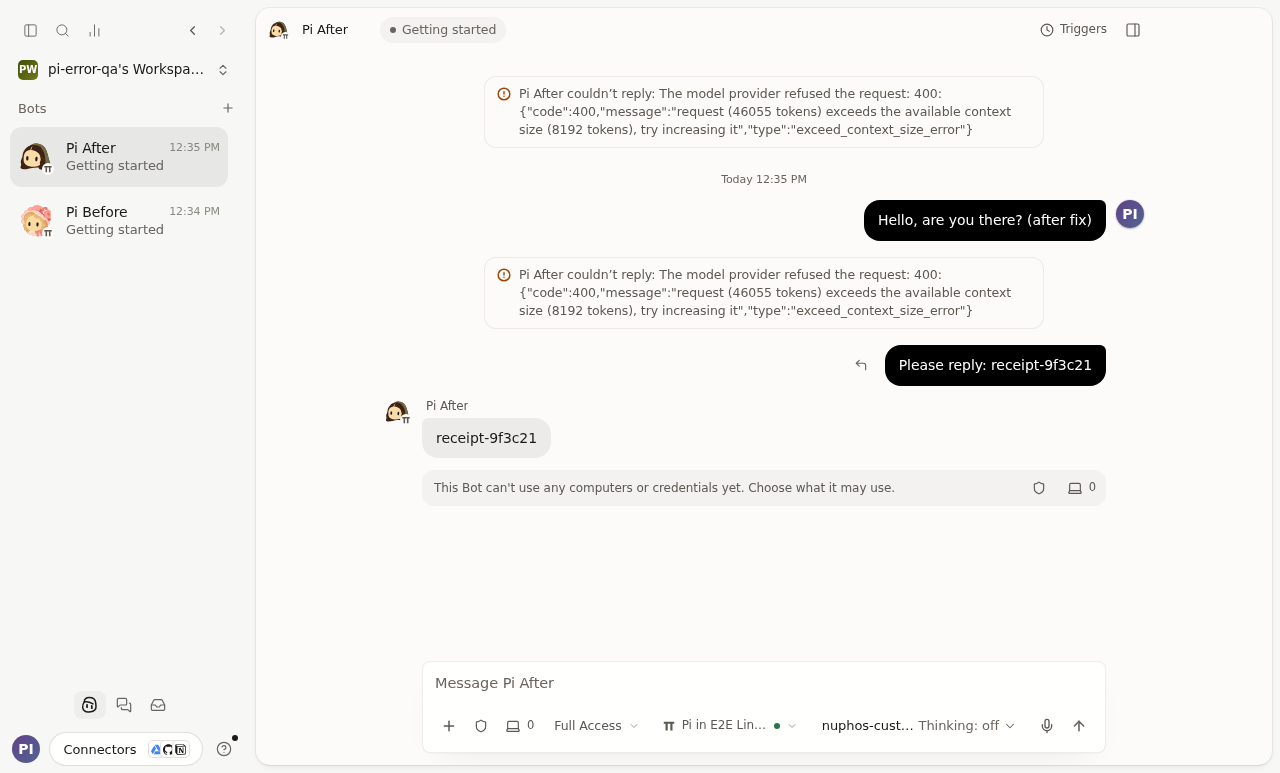 PW
pi-error-qa's Workspa...
Bots
Pi After
12:35 PM
Getting started
Pi Before
12:34 PM
Getting started
PI
Connectors
Pi After
Getting started
Triggers
Pi After couldn’t reply: The model provider refused the request: 400:
{"code":400,"message":"request (46055 tokens) exceeds the available context
size (8192 tokens), try increasing it","type":"exceed_context_size_error"}
Today 12:35 PM
Hello, are you there? (after fix)
PI
Pi After couldn’t reply: The model provider refused the request: 400:
{"code":400,"message":"request (46055 tokens) exceeds the available context
size (8192 tokens), try increasing it","type":"exceed_context_size_error"}
Please reply: receipt-9f3c21
Pi After
receipt-9f3c21
This Bot can't use any computers or credentials yet. Choose what it may use.
0
Message Pi After
0
Full Access
Pi in E2E Lin...
nuphos-cust... Thinking: off